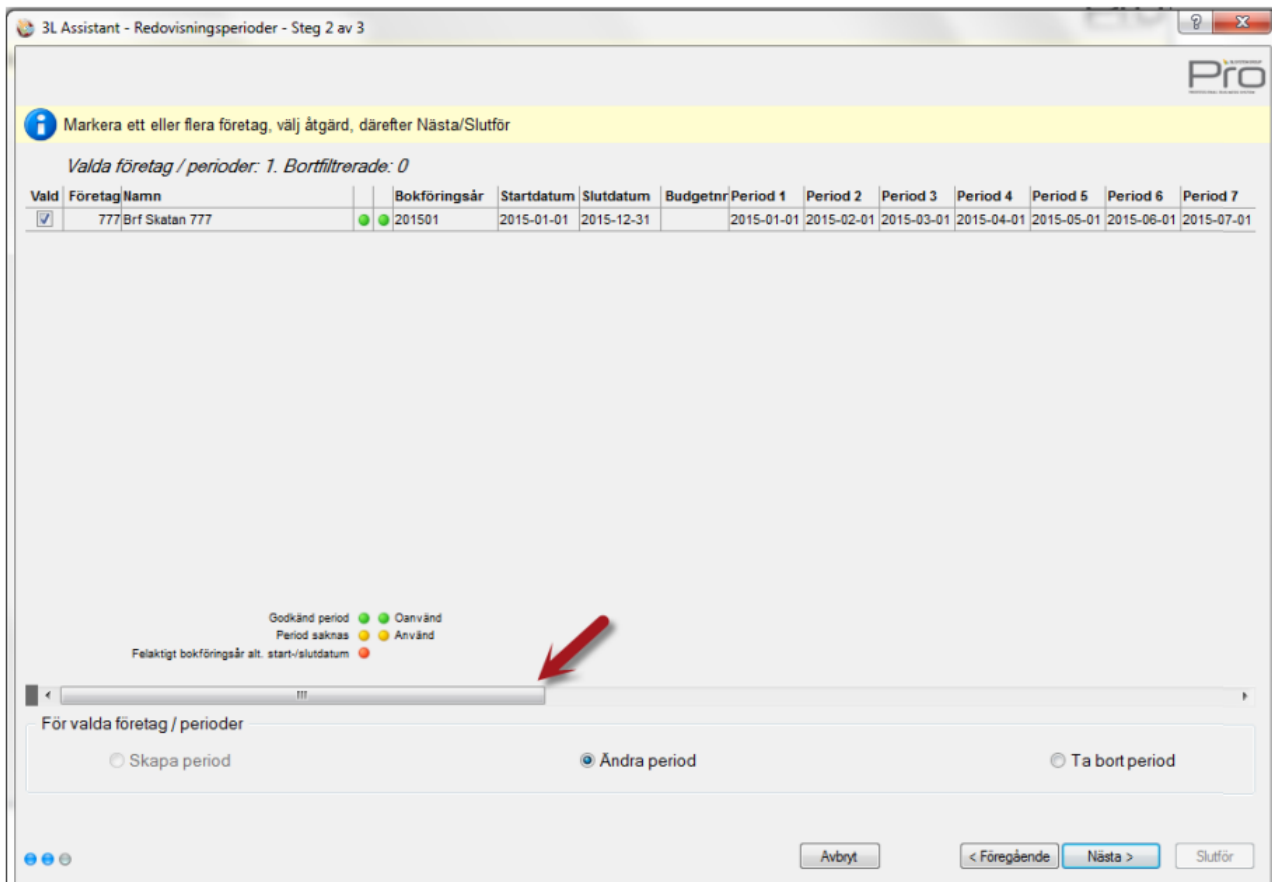 3L Assistant - Redovisningsperioder - Steg 2 av 3
Pro
Markera ett eller flera företag, välj åtgärd, därefter Nästa/Slutför
Valda företag / perioder: 1. Bortfiltrerade: 0
Vald Företag Namn Bokföringsår Startdatum Slutdatum Budgetnr Period 1 Period 2 Period 3 Period 4 Period 5 Period 6 Period 7
777 Brf Skatan 777 201501 2015-01-01 2015-12-31 2015-01-01 2015-02-01 2015-03-01 2015-04-01 2015-05-01 2015-06-01 2015-07-01
Godkänd period Oanvänd
Period saknas Använd
Felaktigt bokföringsår alt. start-/slutdatum
För valda företag / perioder
Skapa period Ändra period Ta bort period
Avbryt < Föregående Nästa > Slutför